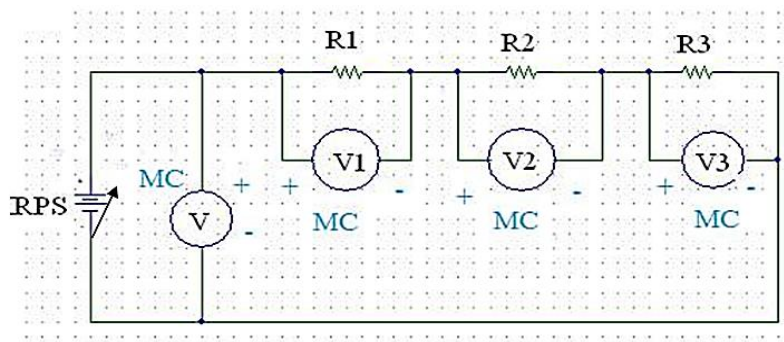 R1 R2 R3
V1 V2 V3
MC + + - + - + -
RPS V - MC MC MC